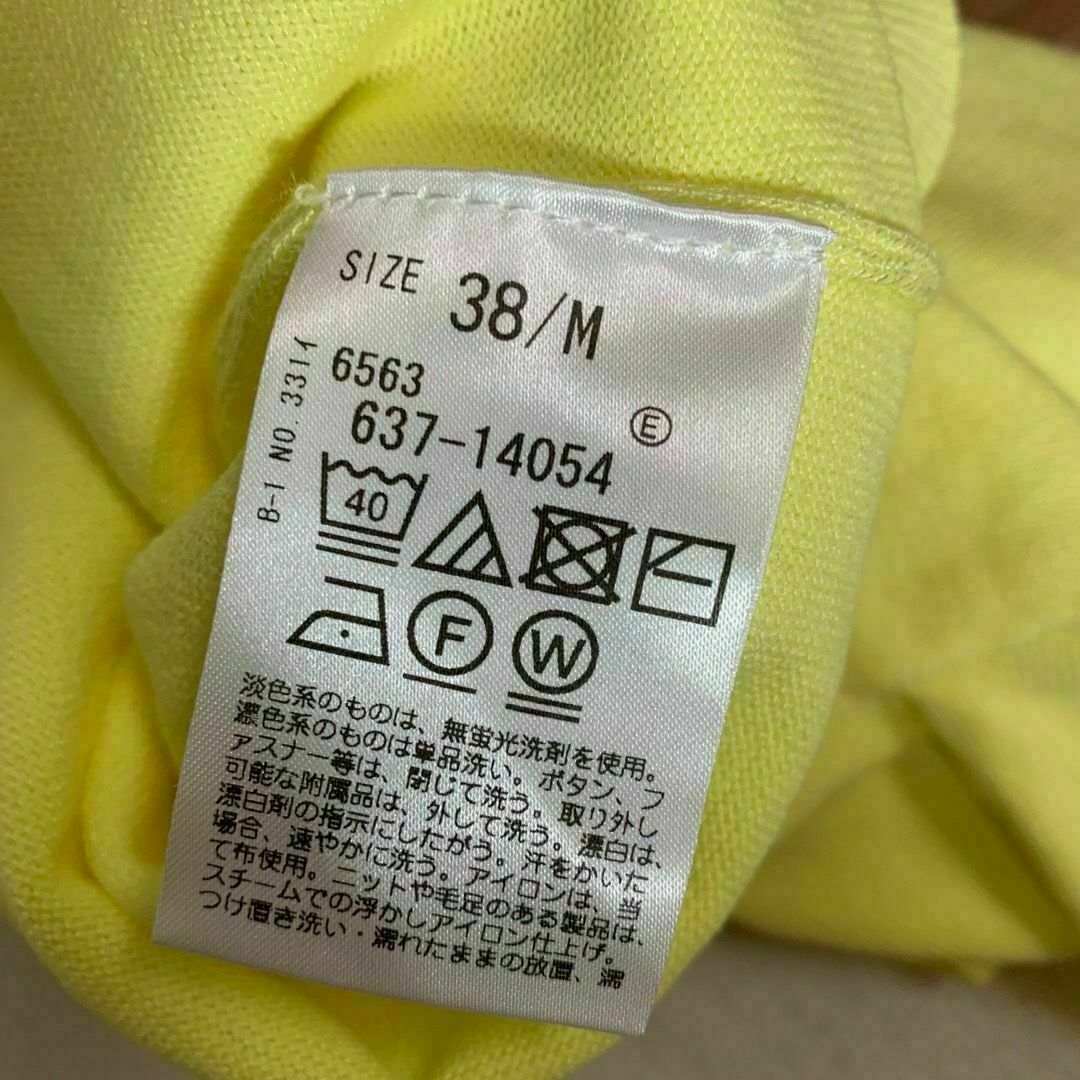 SIZE 38/M
B-1 NO.331イ
6563
637-14054 Ⓔ
40
F W
淡色系のものは、無蛍光洗剤を使用。
濃色系のものは単品洗い。ボタン、フ
ァスナー等は、閉じて洗う。取り外し
可能な附属品は、外して洗う。漂白は、
漂白剤の指示にしたがう。汗をかいた
場合、速やかに洗う。アイロンは、当
て布使用。ニットや毛足のある製品は、
スチームでの浮かしアイロン仕上げ。
つけ置き洗い・濡れたままの放置、濡